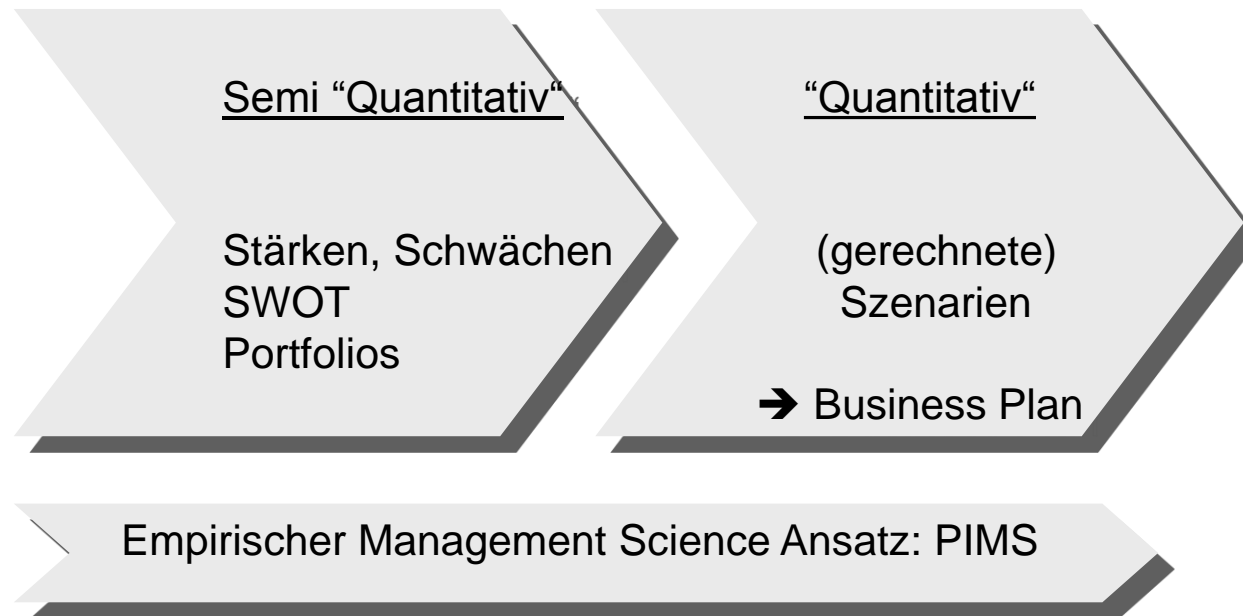 Semi “Quantitativ“
Stärken, Schwächen
SWOT
Portfolios
“Quantitativ“
(gerechnete)
Szenarien
➔ Business Plan
Empirischer Management Science Ansatz: PIMS